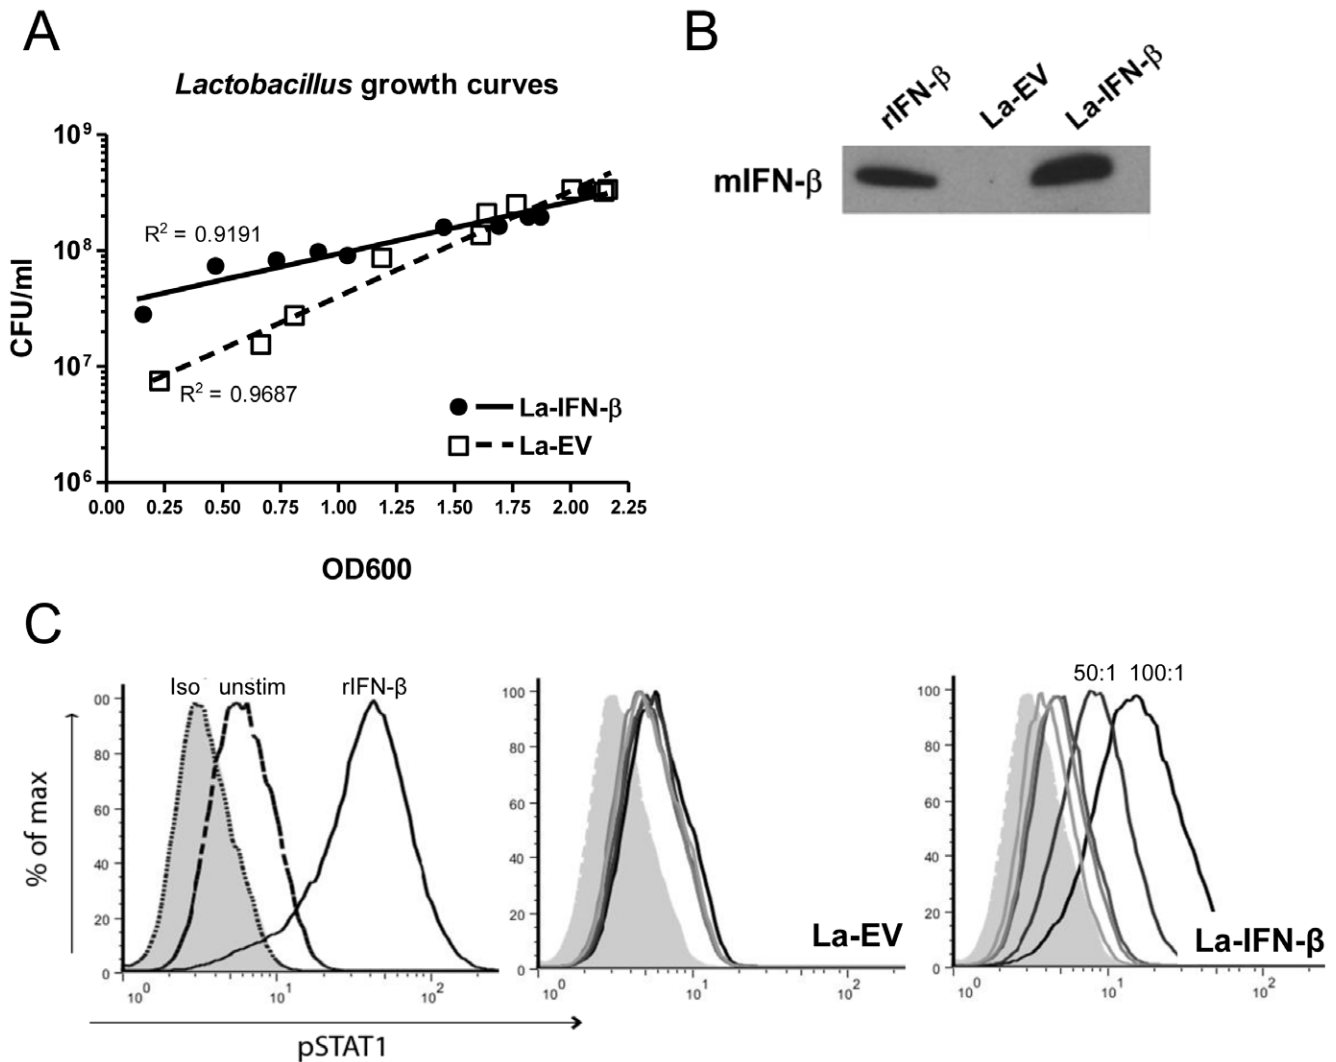 A
Lactobacillus growth curves
10⁹
10⁸
10⁷
10⁶
CFU/ml
R² = 0.9191
R² = 0.9687
La-IFN-β
La-EV
0.00 0.25 0.50 0.75 1.00 1.25 1.50 1.75 2.00 2.25
OD600
B
rIFN-β La-EV La-IFN-β
mIFN-β
C
% of max
Iso unstim rIFN-β
00
80
60
40
20
0
10⁰ 10¹ 10²
100
80
60
40
20
0
La-EV
10⁰ 10¹ 10²
50:1 100:1
100
80
60
40
20
0
La-IFN-β
10⁰ 10¹ 10²
pSTAT1